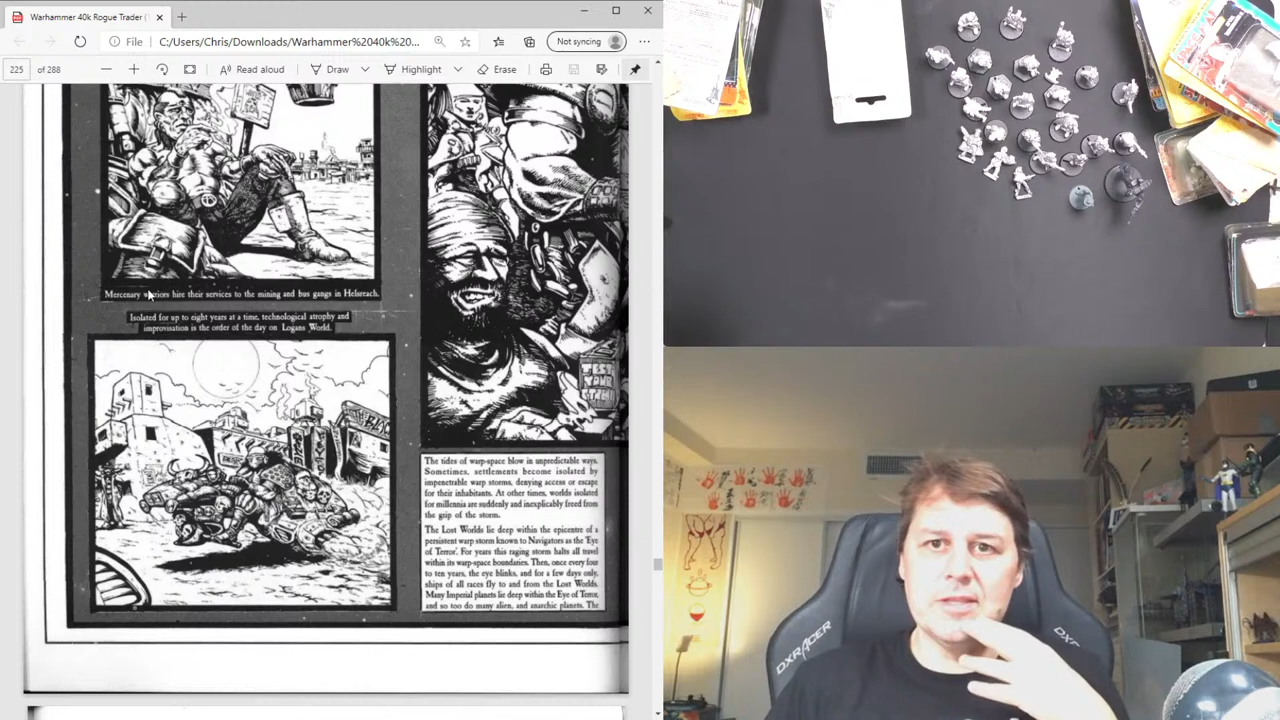 Warhammer 40k Rogue Trader (
File
C:/Users/Chris/Downloads/Warhammer%2040k%20...
Not syncing
225 of 288
Read aloud
Draw
Highlight
Erase
Mercenary warriors hire their services to the mining and bus gangs in Helsreach.
Isolated for up to eight years at a time, technological atrophy and
improvisation is the order of the day on Logans World.
TEST
YOUR
The tides of warp-space blow in unpredictable ways.
Sometimes, settlements become isolated by
impenetrable warp storms, denying access or escape
for their inhabitants. At other times, worlds isolated
for millennia are suddenly and inexplicably freed from
the grip of the storm.
The Lost Worlds lie deep within the epicentre of a
persistent warp storm known to Navigators as the 'Eye
of Terror'. For years this raging storm halts all travel
within its warp-space boundaries. Then, once every four
to ten years, the eye blinks, and for a few days only,
ships of all races fly to and from the Lost Worlds.
Many Imperial planets lie deep within the Eye of Terror,
and so too do many alien, and anarchic planets. The
DXRACER
DXR